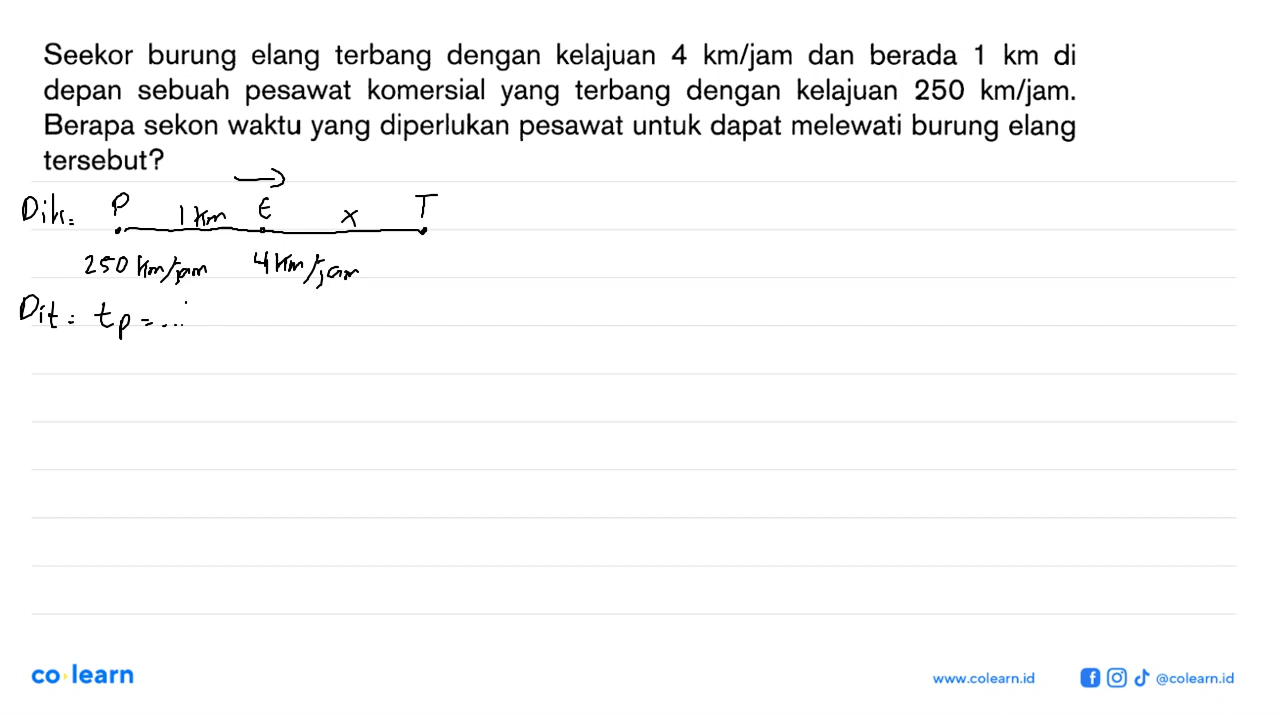 Seekor burung elang terbang dengan kelajuan 4 km/jam dan berada 1 km di
depan sebuah pesawat komersial yang terbang dengan kelajuan 250 km/jam.
Berapa sekon waktu yang diperlukan pesawat untuk dapat melewati burung elang
tersebut?
Dik: P 1 km E x T
250 km/jam 4 km/jam
Dit: tp = ...
co learn
www.colearn.id @colearn.id